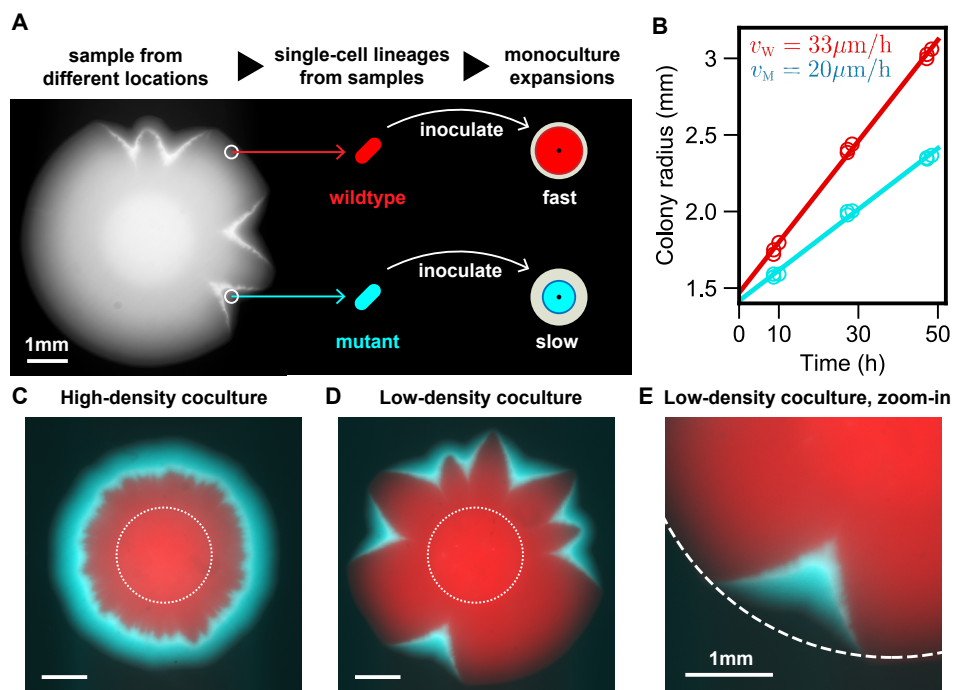 A
sample from
different locations
single-cell lineages
from samples
monoculture
expansions
inoculate
wildtype
fast
inoculate
mutant
slow
1mm
B
v_W = 33μm/h
v_M = 20μm/h
Colony radius (mm)
3
2.5
2.0
1.5
0
10
30
50
Time (h)
C High-density coculture
D Low-density coculture
E Low-density coculture, zoom-in
1mm